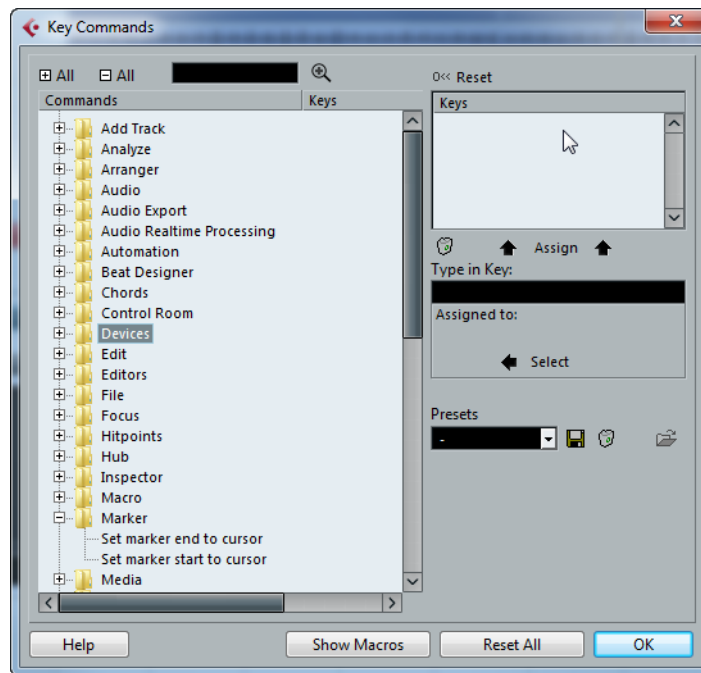 Key Commands
All All
Commands Keys
Add Track
Analyze
Arranger
Audio
Audio Export
Audio Realtime Processing
Automation
Beat Designer
Chords
Control Room
Devices
Edit
Editors
File
Focus
Hitpoints
Hub
Inspector
Macro
Marker
Set marker end to cursor
Set marker start to cursor
Media
0<< Reset
Keys
Assign
Type in Key:
Assigned to:
Select
Presets
-
Help Show Macros Reset All OK